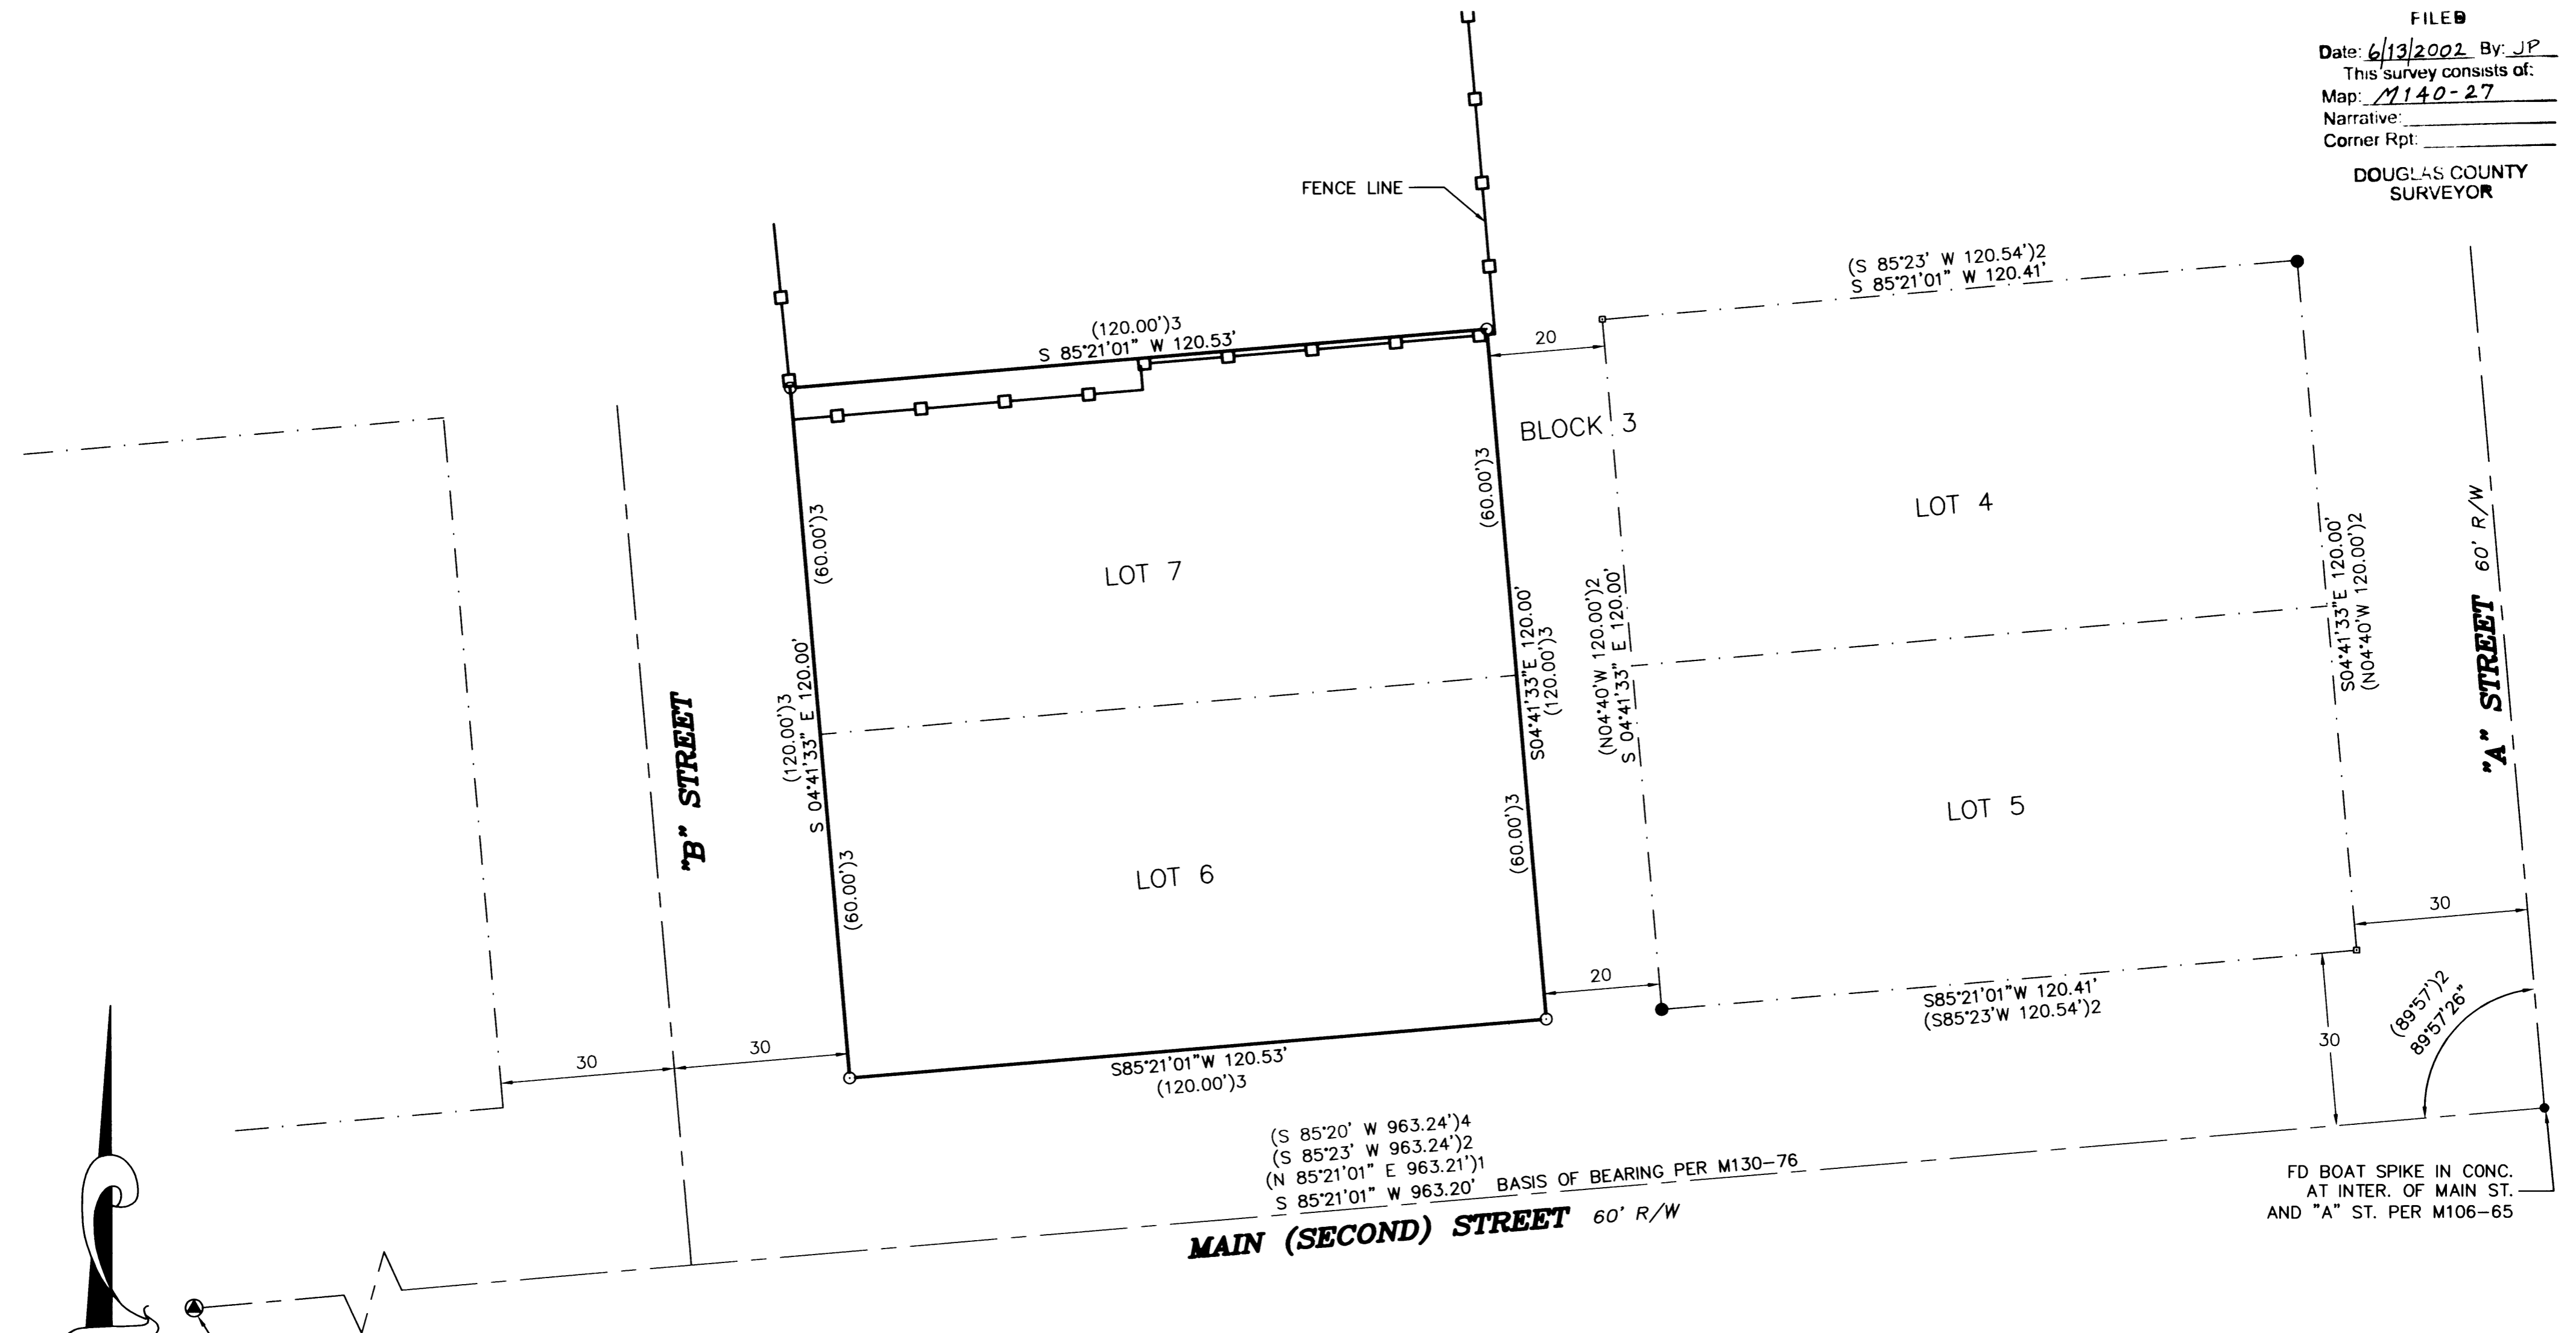 FILED
Date: 6/13/2002 By: JP
This survey consists of:
Map: M140-27
Narrative:
Corner Rpt:
DOUGLAS COUNTY
SURVEYOR
FENCE LINE
(S 85°23' W 120.54')2
S 85°21'01" W 120.41'
(120.00')3
S 85°21'01" W 120.53'
20
BLOCK 3
(60.00')3
(60.00')3
LOT 7
LOT 4
"A" STREET 60' R/W
S04°41'33"E 120.00'
(N04°40'W 120.00')2
(N04°40'W 120.00')2
S 04°41'33" E 120.00'
S04°41'33"E 120.00'
(120.00')3
(120.00')3
S 04°41'33" E 120.00'
"B" STREET
LOT 6
LOT 5
(60.00')3
(60.00')3
30
20
S85°21'01"W 120.41'
(S85°23'W 120.54')2
(89°57')2
89°57'26"
30
30
30
S85°21'01"W 120.53'
(120.00')3
(S 85°20' W 963.24')4
(S 85°23' W 963.24')2
(N 85°21'01" E 963.21')1
S 85°21'01" W 963.20' BASIS OF BEARING PER M130-76
MAIN (SECOND) STREET 60' R/W
FD BOAT SPIKE IN CONC.
AT INTER. OF MAIN ST.
AND "A" ST. PER M106-65